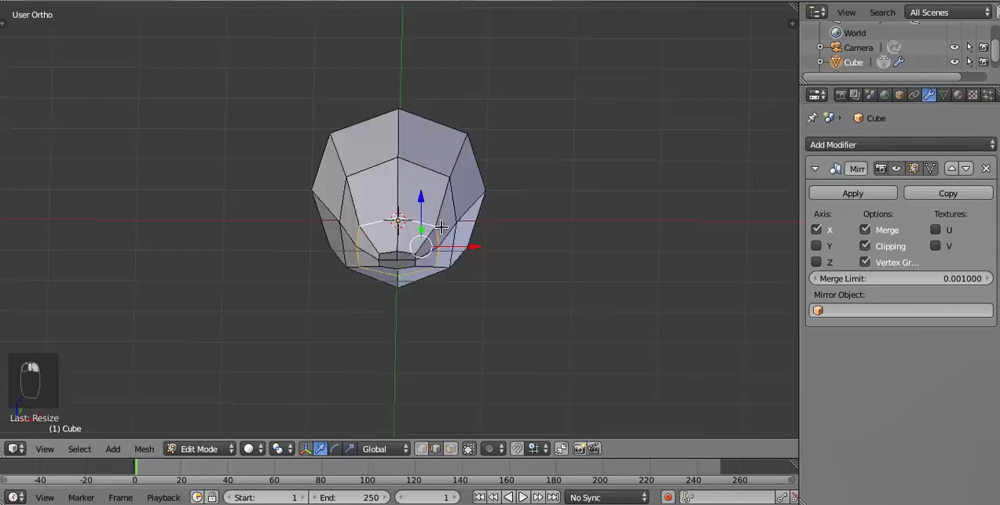 User Ortho
View Search All Scenes
World
Camera
Cube
Cube
Add Modifier
Mirr
Apply Copy
Axis: Options: Textures:
X Merge U
Y Clipping V
Z Vertex Gr...
Merge Limit: 0.001000
Mirror Object:
y
Last: Resize
(1) Cube
View Select Add Mesh Edit Mode Global
-40 -20 0 20 40 60 80 100 120 140 160 180 200 220 240 260
View Marker Frame Playback Start: 1 End: 250 1 No Sync